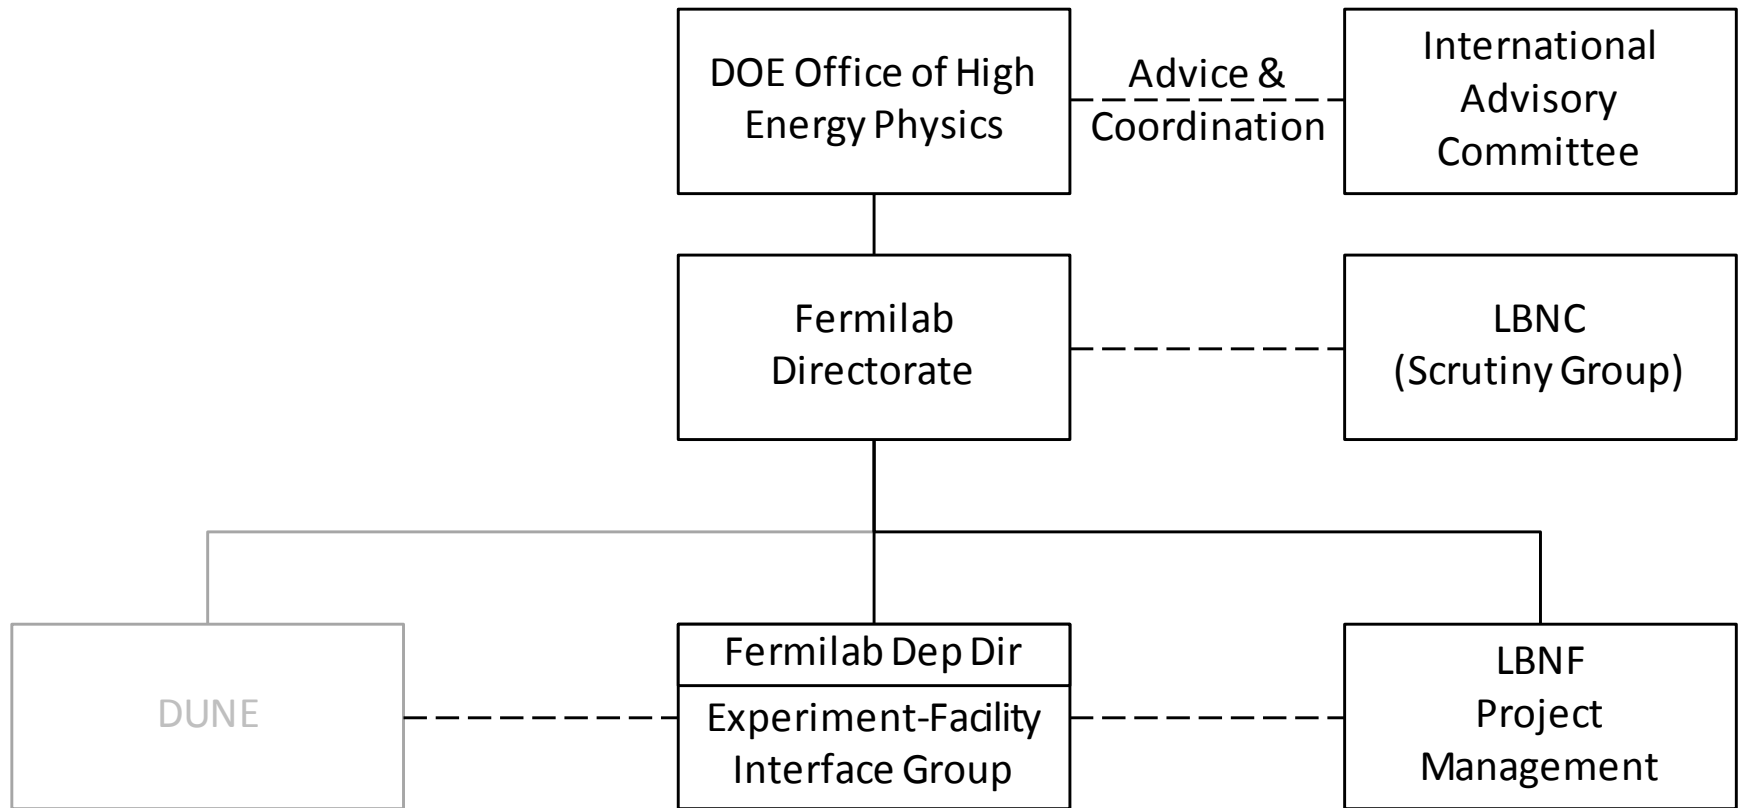 DOE Office of High
Energy Physics
Advice &
Coordination
International
Advisory
Committee
Fermilab
Directorate
LBNC
(Scrutiny Group)
DUNE
Fermilab Dep Dir
Experiment-Facility
Interface Group
LBNF
Project
Management